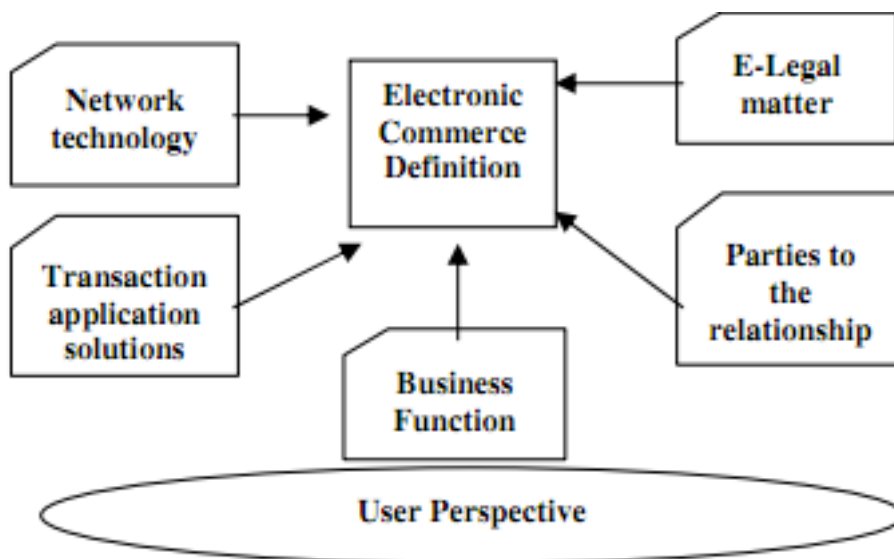 Network
technology
Electronic
Commerce
Definition
E-Legal
matter
Transaction
application
solutions
Parties to
the
relationship
Business
Function
User Perspective